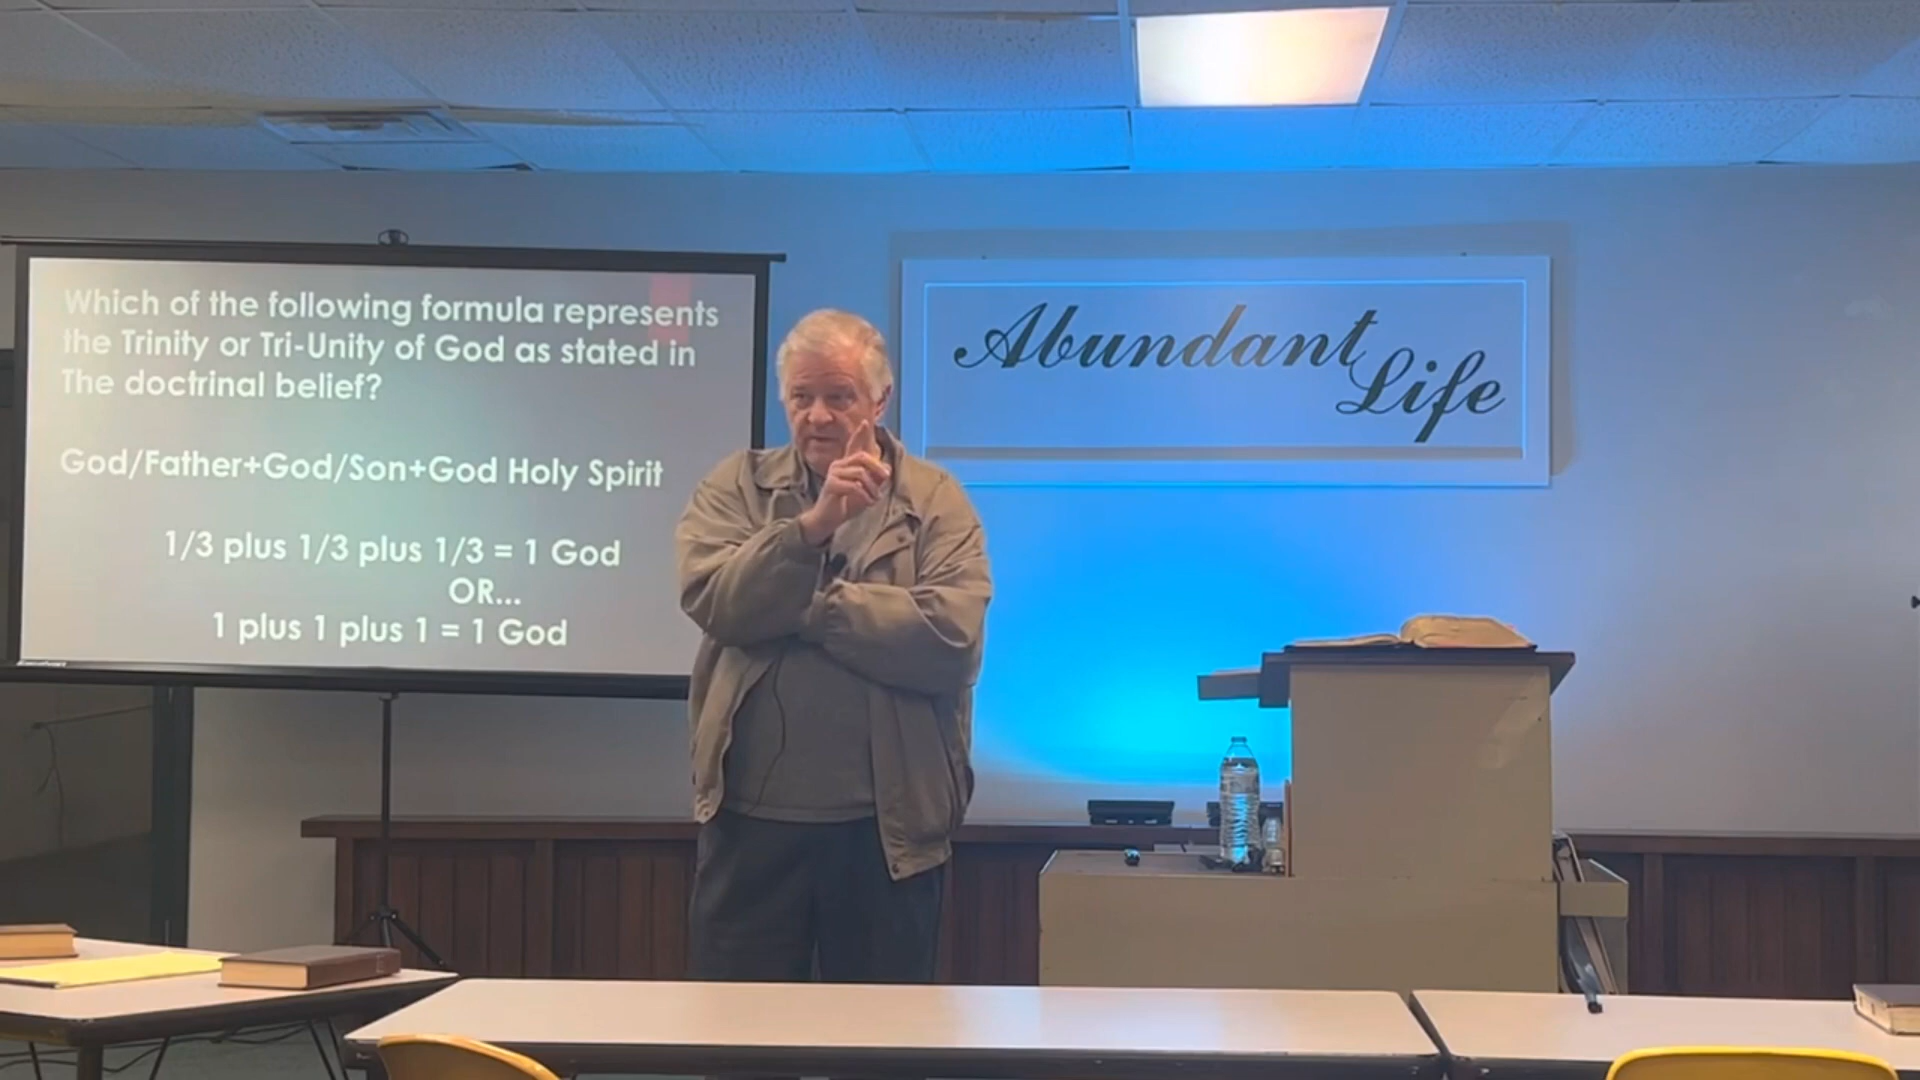 Which of the following formula represents
the Trinity or Tri-Unity of God as stated in
The doctrinal belief?
God/Father+God/Son+God Holy Spirit
1/3 plus 1/3 plus 1/3 = 1 God
OR...
1 plus 1 plus 1 = 1 God
Abundant
Life